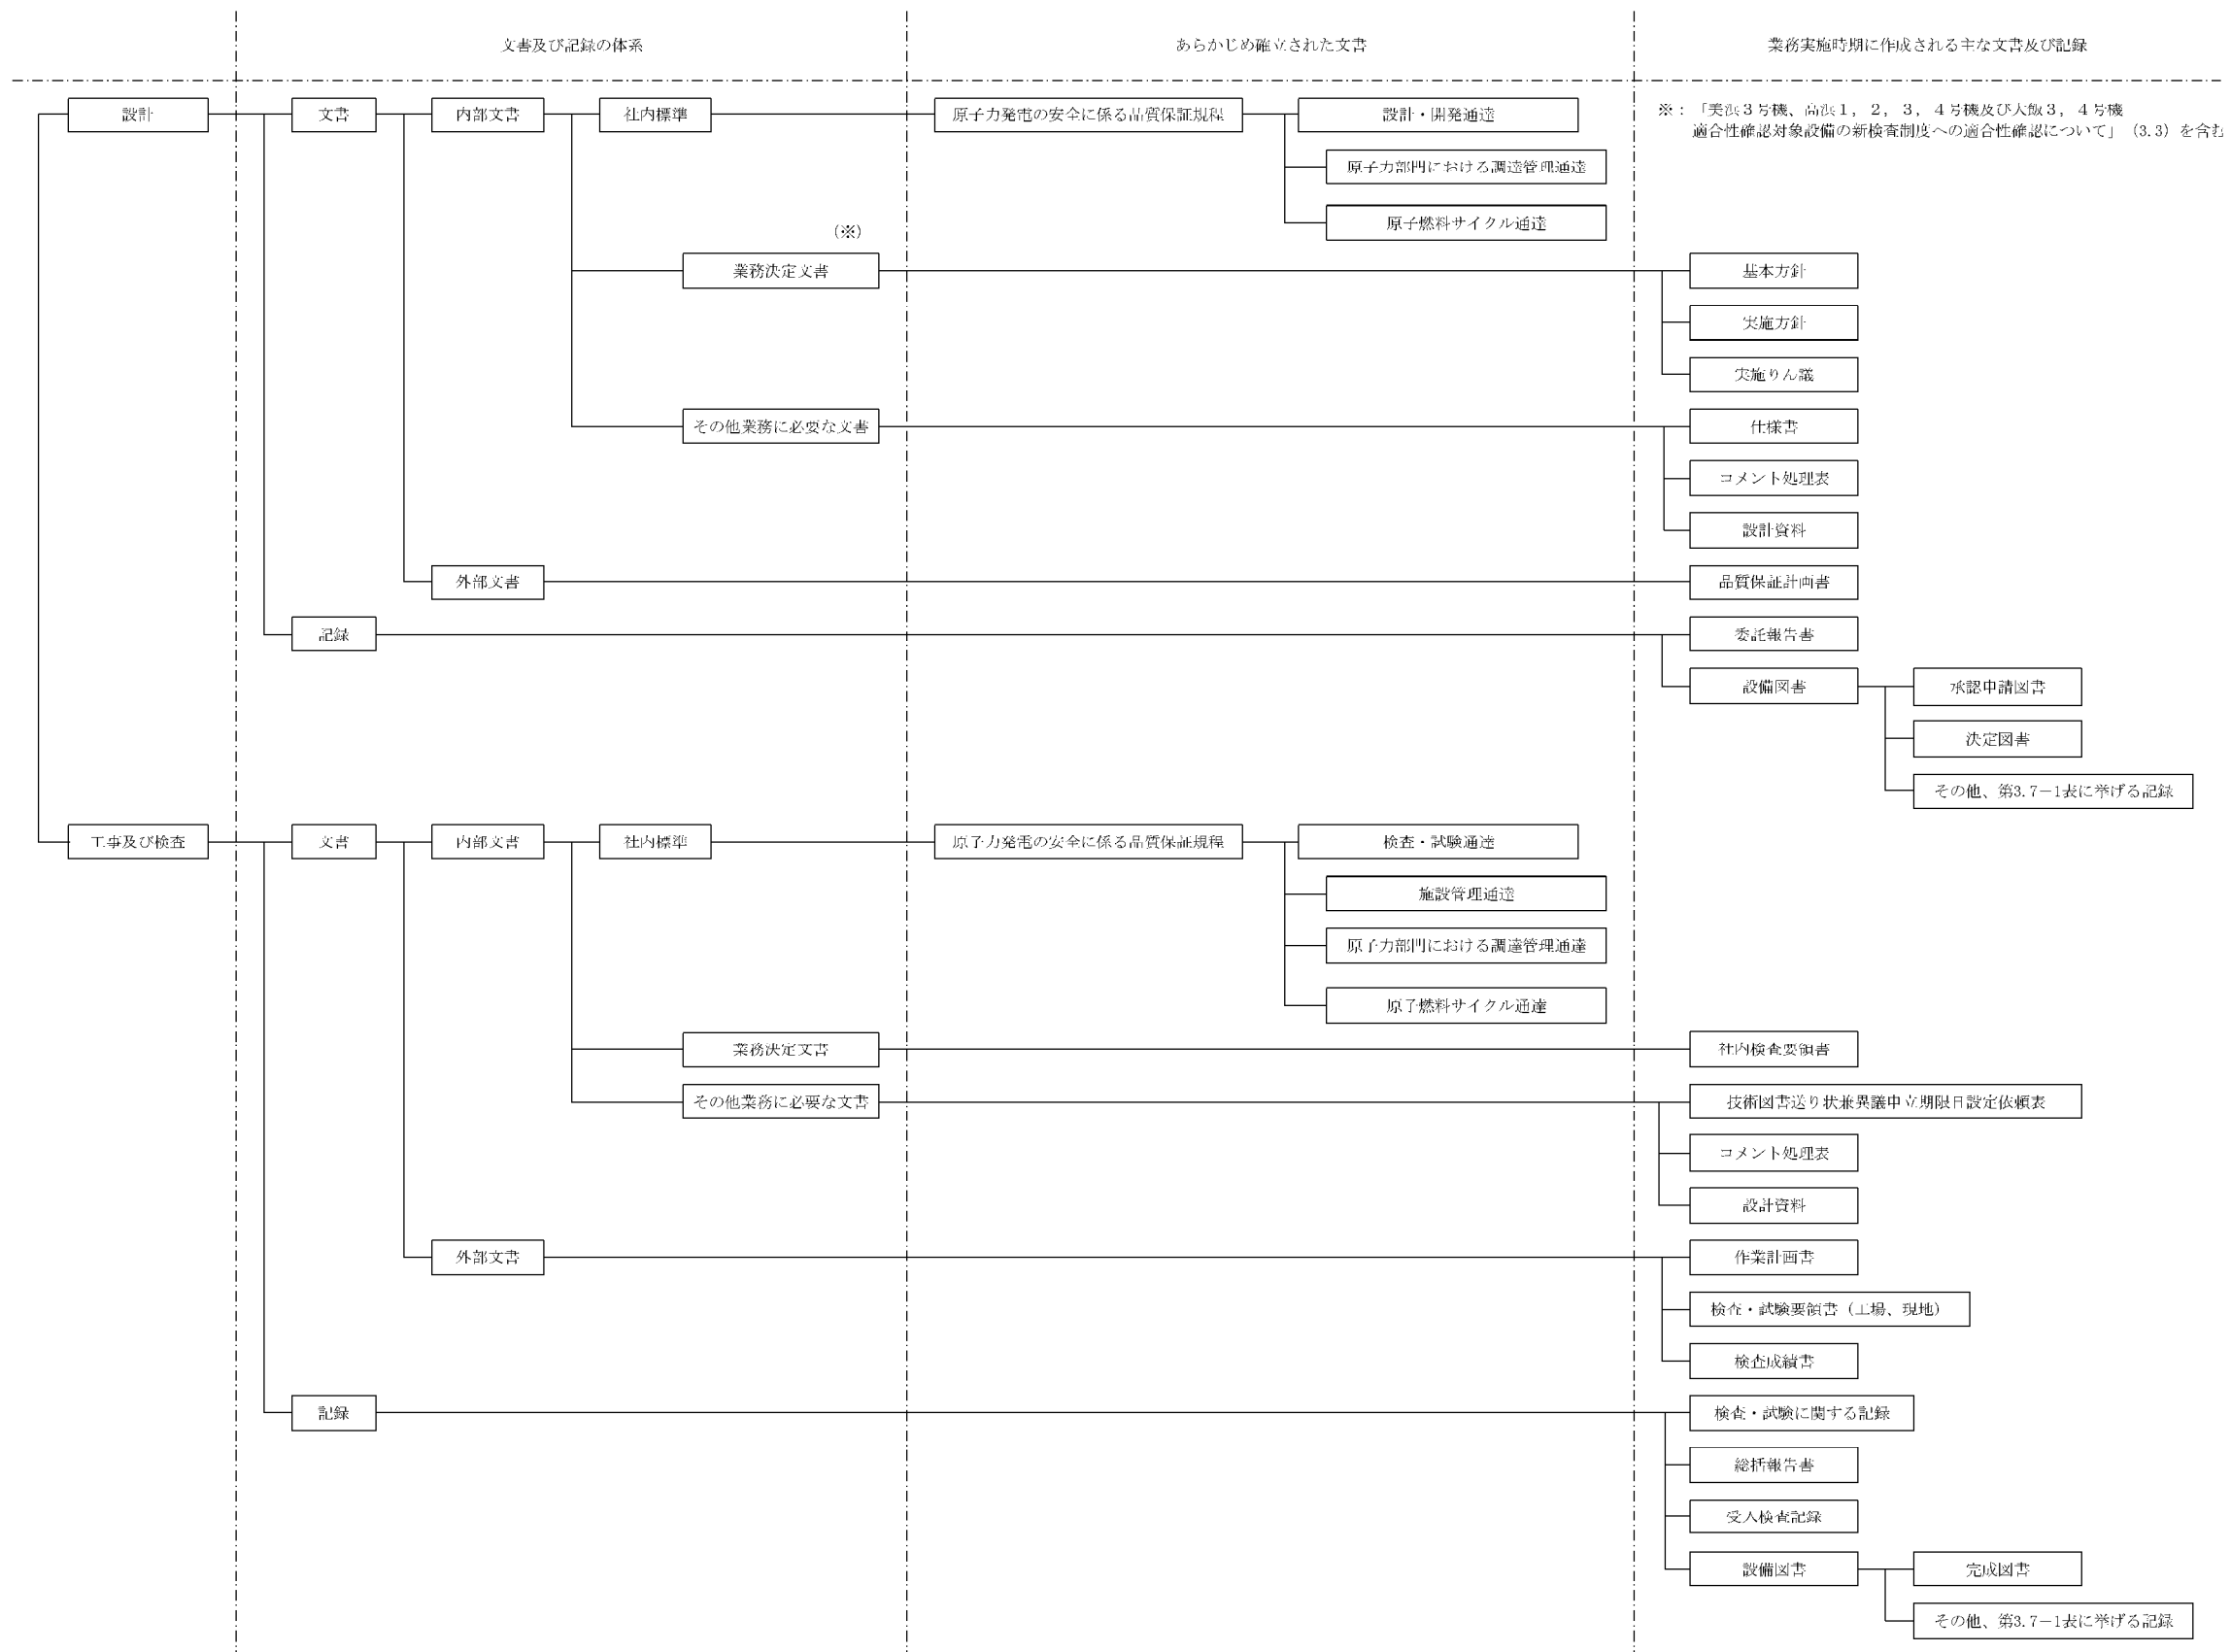 文書及び記録の体系
あらかじめ確立された文書
業務実施時期に作成される主な文書及び記録
設計
文書
内部文書
社内標準
原子力発電の安全に係る品質保証規程
設計・開発通達
※：「美浜３号機、高浜１，２，３，４号機及び大飯３，４号機
適合性確認対象設備の新検査制度への適合性確認について」（3.3）を含む
原子力部門における調達管理通達
原子燃料サイクル通達
（※）
業務決定文書
基本方針
実施方針
実施りん議
その他業務に必要な文書
仕様書
コメント処理表
設計資料
外部文書
品質保証計画書
記録
委託報告書
設備図書
承認申請図書
決定図書
その他、第3.7－1表に挙げる記録
工事及び検査
文書
内部文書
社内標準
原子力発電の安全に係る品質保証規程
検査・試験通達
施設管理通達
原子力部門における調達管理通達
原子燃料サイクル通達
業務決定文書
社内検査要領書
その他業務に必要な文書
技術図書送り状兼異議申立期限日設定依頼表
コメント処理表
設計資料
外部文書
作業計画書
検査・試験要領書（工場、現地）
検査成績書
記録
検査・試験に関する記録
総括報告書
受入検査記録
設備図書
完成図書
その他、第3.7－1表に挙げる記録